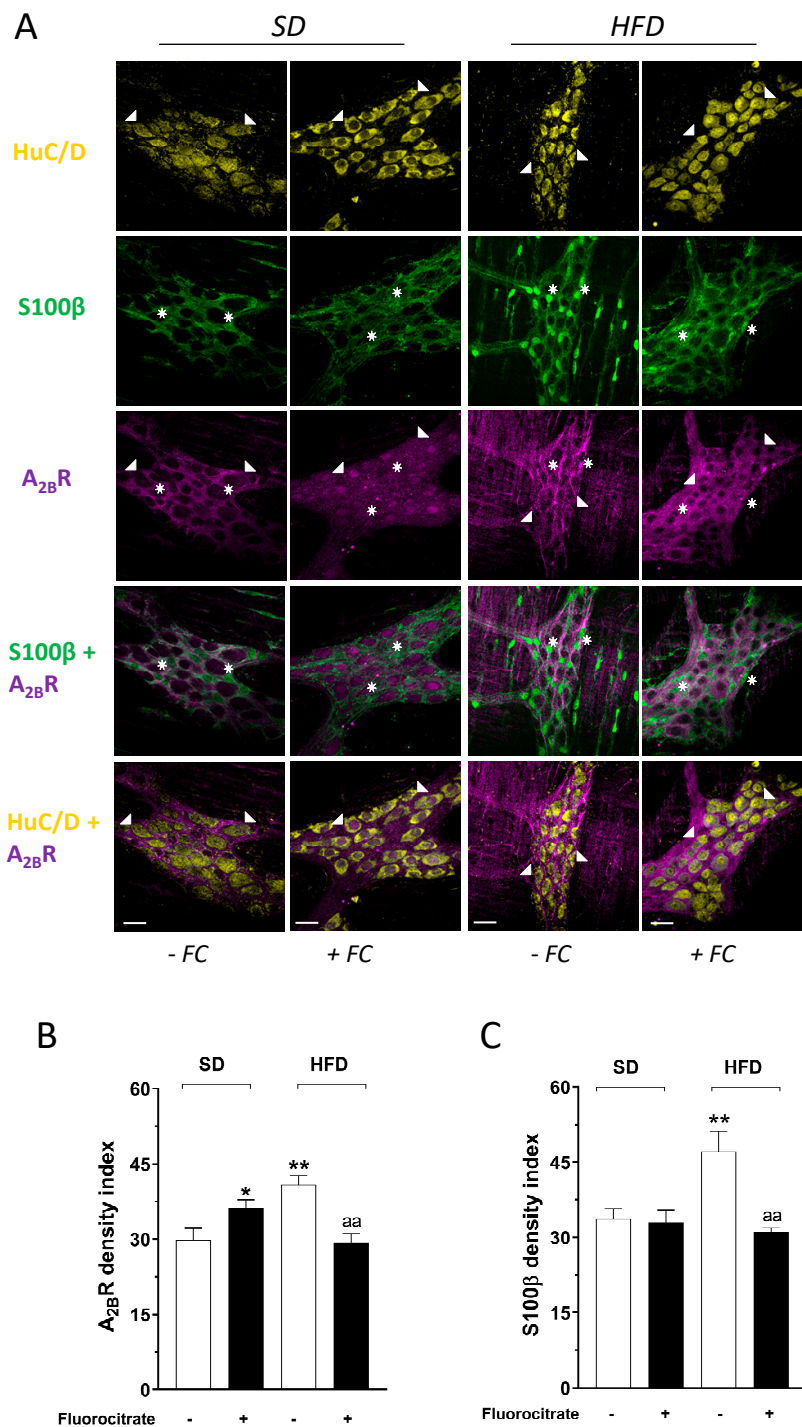 A
SD HFD
HuC/D
S100β
A2BR
S100β +
A2BR
HuC/D +
A2BR
- FC + FC - FC + FC
B
SD HFD
60
45
30
15
0
A2BR density index
* ** aa
Fluorocitrate - + - +
C
SD HFD
60
45
30
15
0
S100β density index
** aa
Fluorocitrate - + - +